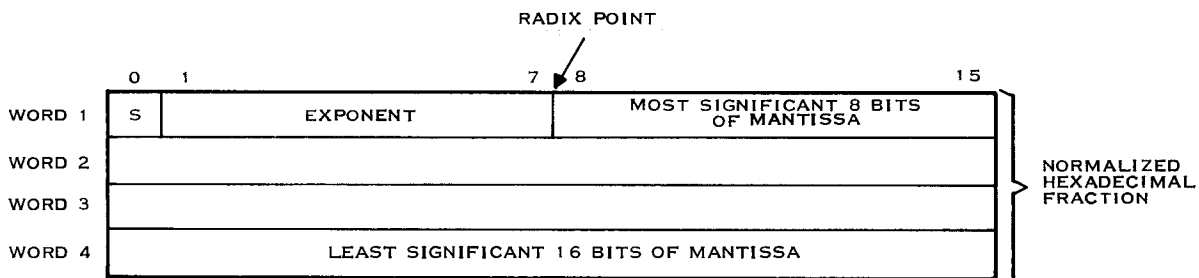 RADIX POINT
0 1 7 8 15
WORD 1 S EXPONENT MOST SIGNIFICANT 8 BITS
OF MANTISSA
WORD 2
WORD 3
WORD 4 LEAST SIGNIFICANT 16 BITS OF MANTISSA
NORMALIZED
HEXADECIMAL
FRACTION